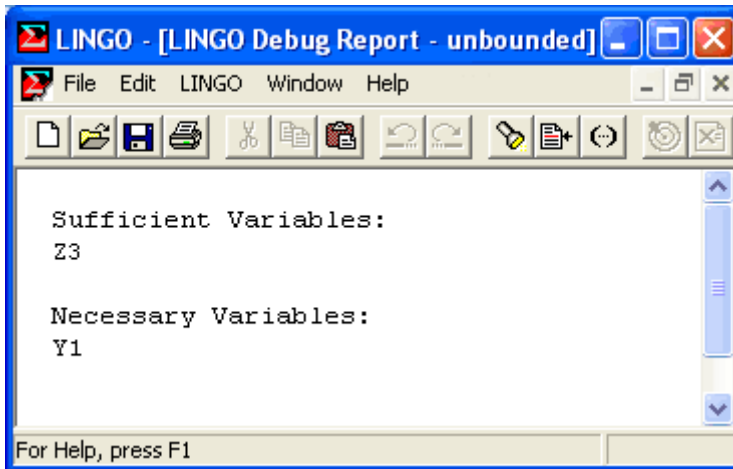 LINGO - [LINGO Debug Report - unbounded]
File Edit LINGO Window Help
Sufficient Variables:
Z3
Necessary Variables:
Y1
For Help, press F1